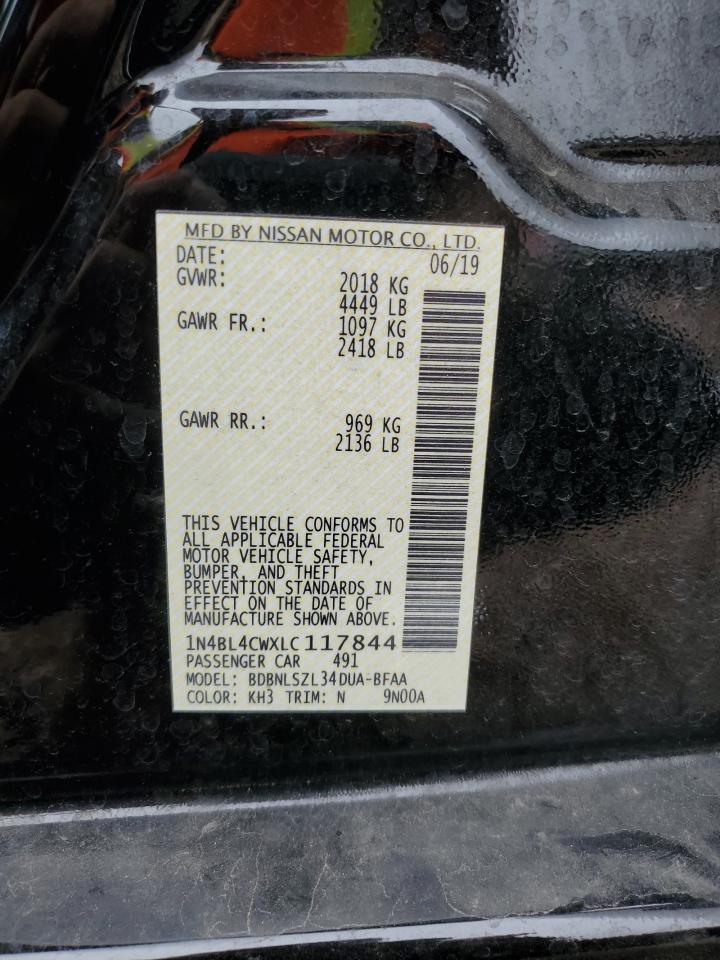 MFD BY NISSAN MOTOR CO., LTD.
DATE: 06/19
GVWR: 2018 KG
4449 LB
GAWR FR.: 1097 KG
2418 LB
GAWR RR.: 969 KG
2136 LB
THIS VEHICLE CONFORMS TO
ALL APPLICABLE FEDERAL
MOTOR VEHICLE SAFETY,
BUMPER, AND THEFT
PREVENTION STANDARDS IN
EFFECT ON THE DATE OF
MANUFACTURE SHOWN ABOVE.
1N4BL4CWXLC117844
PASSENGER CAR 491
MODEL: BDBNLSZL34DUA-BFAA
COLOR: KH3 TRIM: N 9N00A